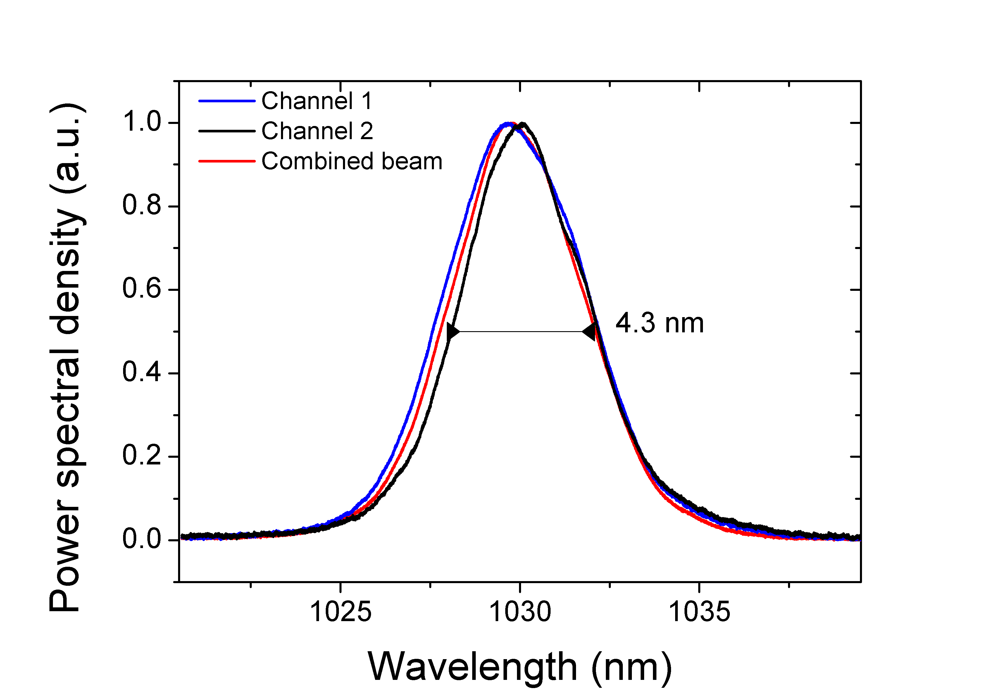 Channel 1
Channel 2
Combined beam
1.0
0.8
0.6
0.4
0.2
0.0
4.3 nm
Power spectral density (a.u.)
1025
1030
1035
Wavelength (nm)